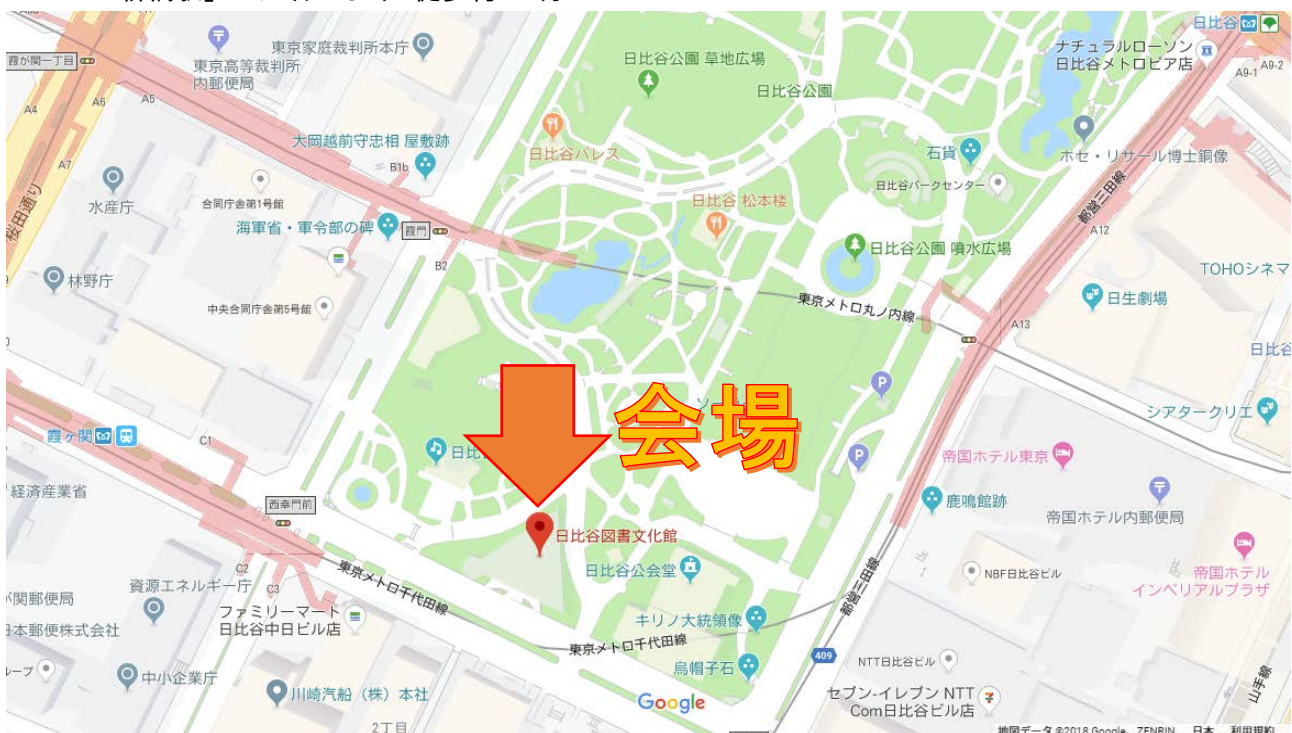 日比谷
東京家庭裁判所本庁
東京高等裁判所
内郵便局
日比谷公園 草地広場
ナチュラルローソン
日比谷メトロピア店
霞が関一丁目
A9-1
A9-2
日比谷公園
A4
A6
A5
大岡越前守忠相 屋敷跡
日比谷パレス
石貨
ホセ・リサール博士銅像
A7
B1b
水産庁
合同庁舎第1号館
日比谷パークセンター
日比谷 松本楼
都営三田線
桜田通り
海軍省・軍令部の碑
霞門
A12
日比谷公園 噴水広場
B2
林野庁
TOHOシネマ
中央合同庁舎第5号館
東京メトロ丸ノ内線
日生劇場
A13
日比谷
会場
シアタークリエ
霞ケ関
C1
日比
帝国ホテル東京
経済産業省
西幸門前
鹿鳴館跡
帝国ホテル内郵便局
日比谷図書文化館
C2
日比谷公会堂
NBF日比谷ビル
帝国ホテル
インペリアルプラザ
資源エネルギー庁
C3
東京メトロ千代田線
都営三田線
関郵便局
ファミリーマート
日比谷中日ビル店
キリノ大統領像
日本郵便株式会社
東京メトロ千代田線
烏帽子石
409
NTT日比谷ビル
ループ
中小企業庁
川崎汽船（株）本社
Google
セブン-イレブン NTT
Com日比谷ビル店
山手線
2丁目
地図データ ©2018 Google, ZENRIN 日本 利用規約